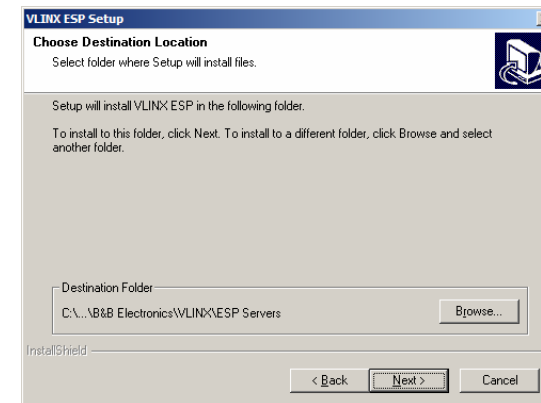 VLINX ESP Setup
Choose Destination Location
Select folder where Setup will install files.
Setup will install VLINX ESP in the following folder.
To install to this folder, click Next. To install to a different folder, click Browse and select
another folder.
Destination Folder
C:\...\B&B Electronics\VLINX\ESP Servers
Browse...
InstallShield
< Back
Next >
Cancel